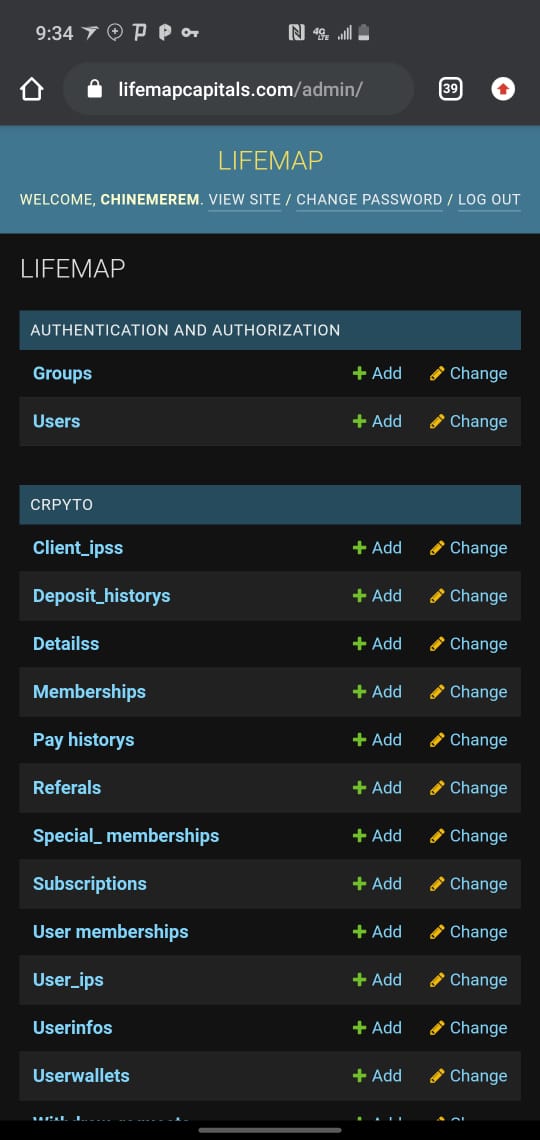 9:34 4G LTE
lifemapcapitals.com/admin/ 39
LIFEMAP
WELCOME, CHINEMEREM. VIEW SITE / CHANGE PASSWORD / LOG OUT
LIFEMAP
AUTHENTICATION AND AUTHORIZATION
Groups Add Change
Users Add Change
CRPYTO
Client_ipss Add Change
Deposit_historys Add Change
Detailss Add Change
Memberships Add Change
Pay historys Add Change
Referals Add Change
Special_ memberships Add Change
Subscriptions Add Change
User memberships Add Change
User_ips Add Change
Userinfos Add Change
Userwallets Add Change